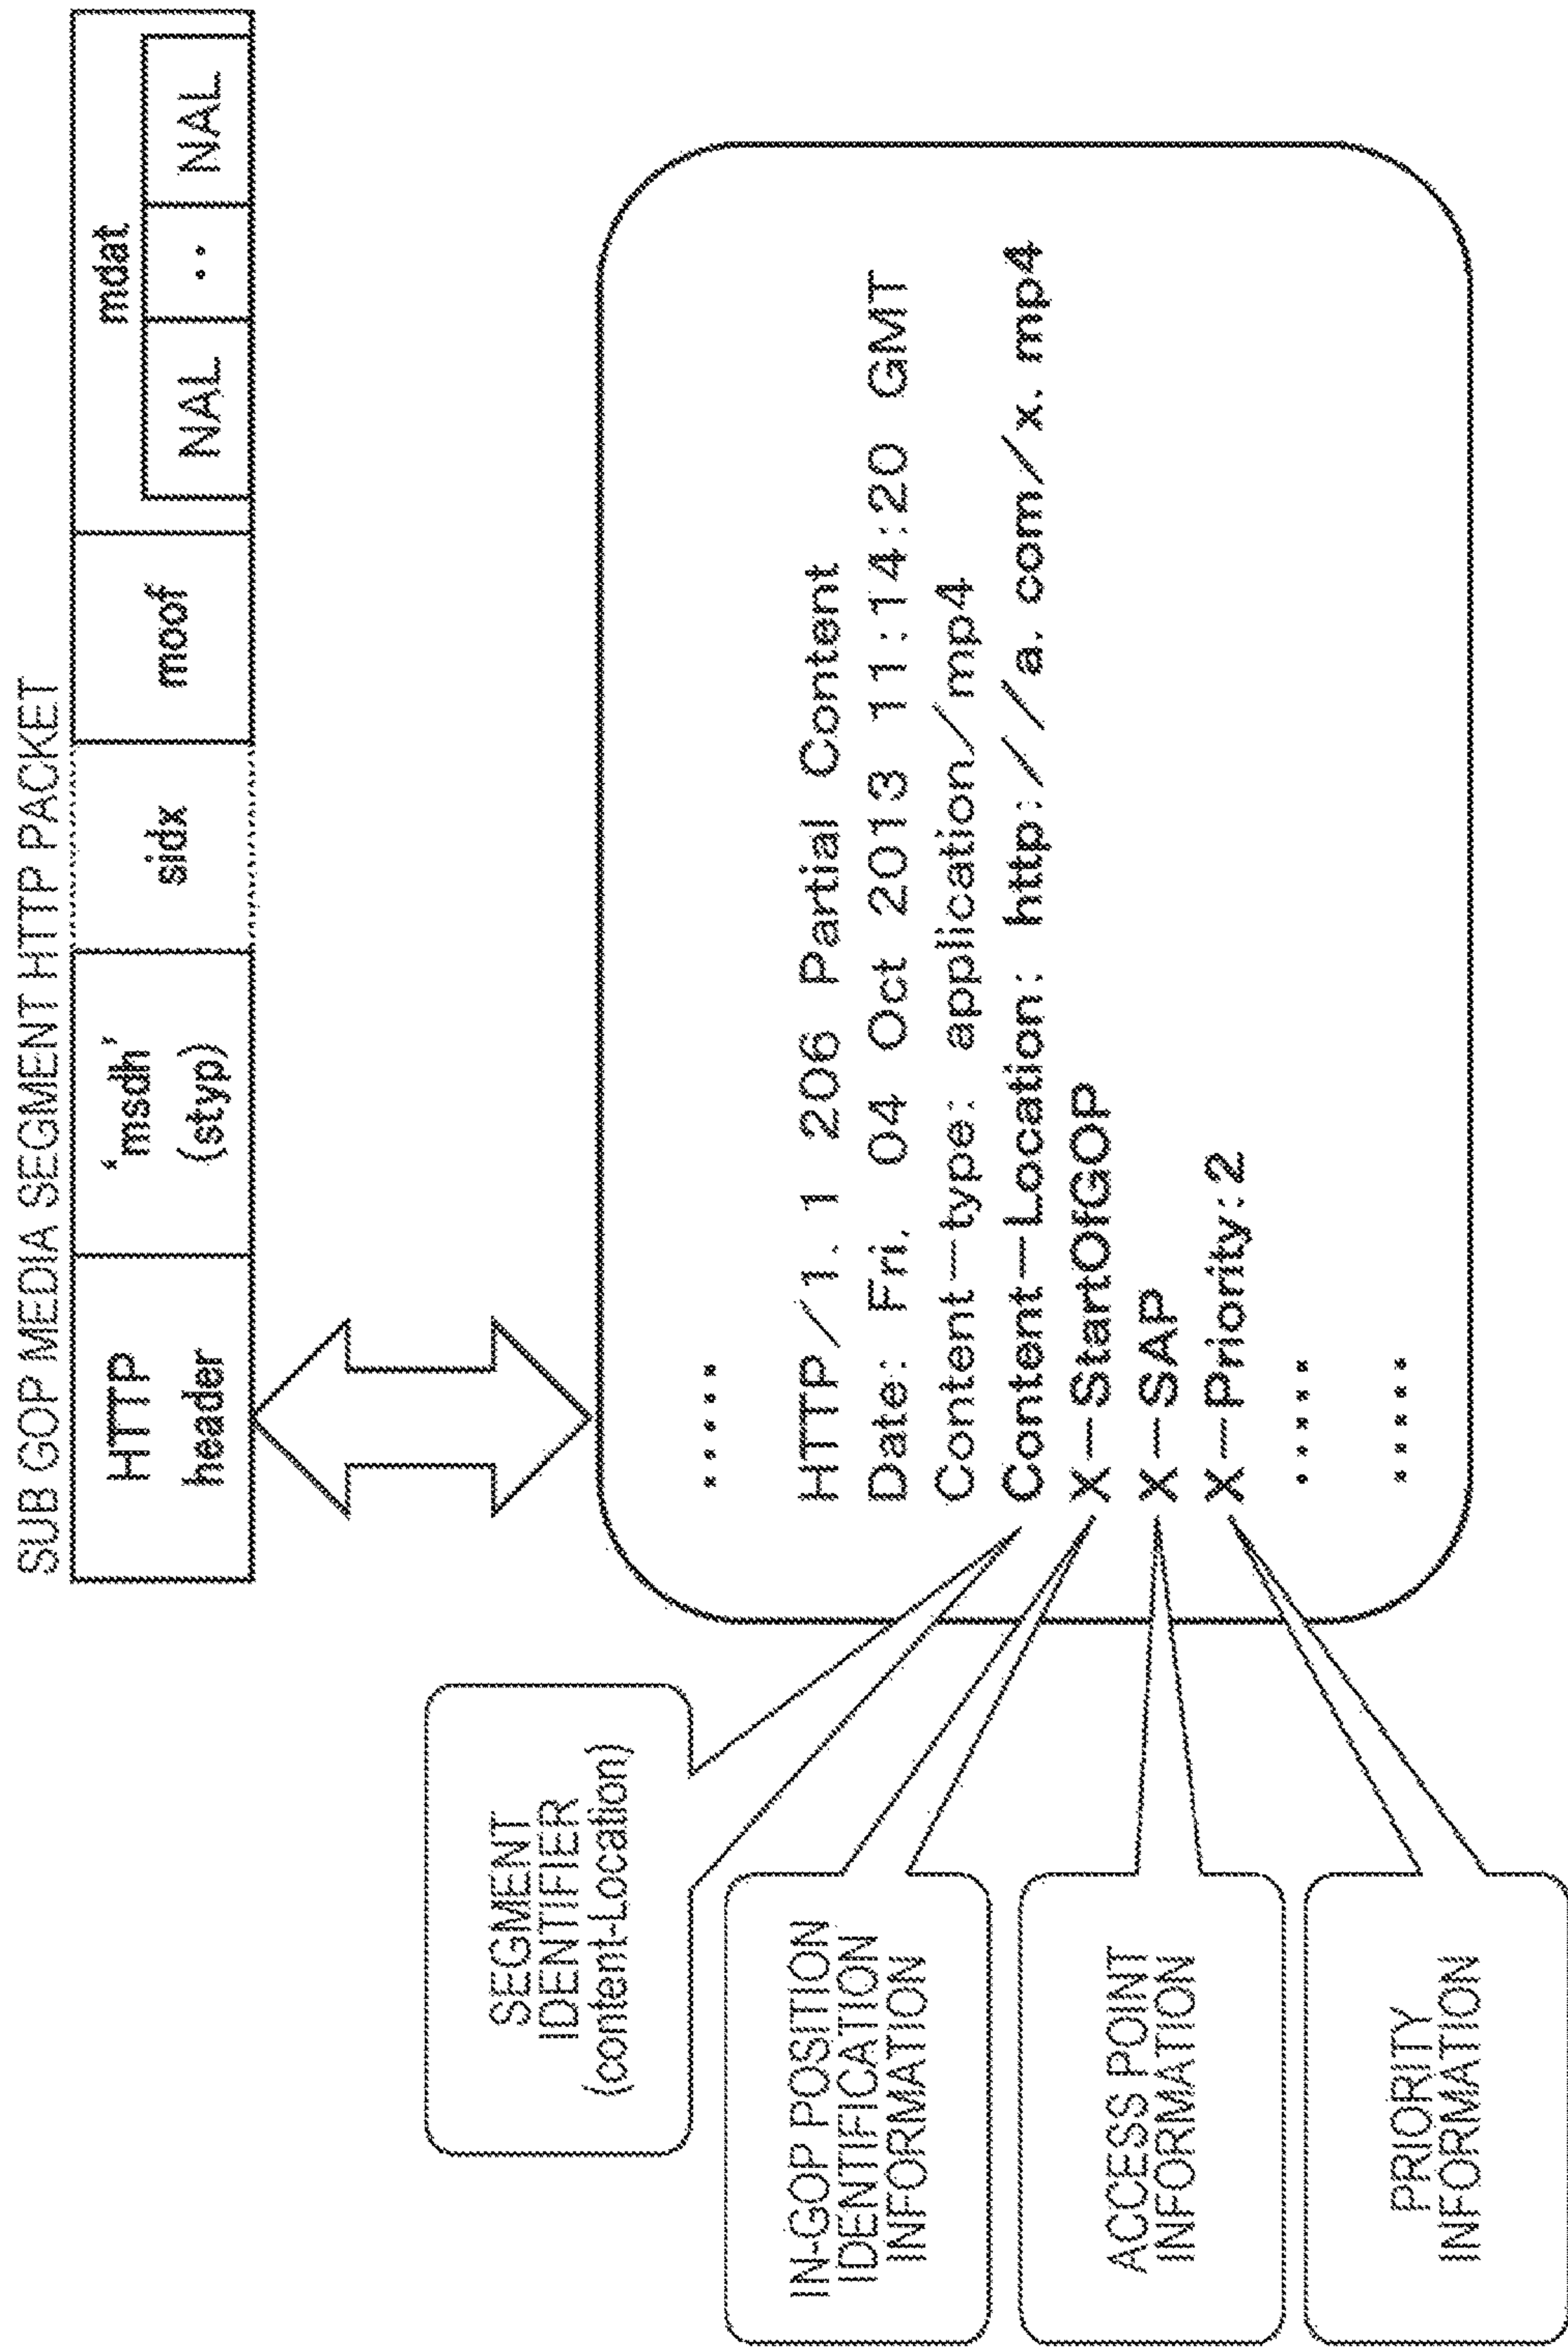 SUB GOP MEDIA SEGMENT HTTP PACKET
HTTP
header
‘msdh’
(styp)
sidx
moof
mdat
NAL
..
NAL
SEGMENT
IDENTIFIER
(content-Location)
IN-GOP POSITION
IDENTIFICATION
INFORMATION
ACCESS POINT
INFORMATION
PRIORITY
INFORMATION
.....
HTTP/1. 1 206 Partial Content
Date: Fri, 04 Oct 2013 11:14:20 GMT
Content-type: application/mp4
Content-Location: http://a. com/x. mp4
X-StartOfGOP
X-SAP
X-Priority:2
.....
.....